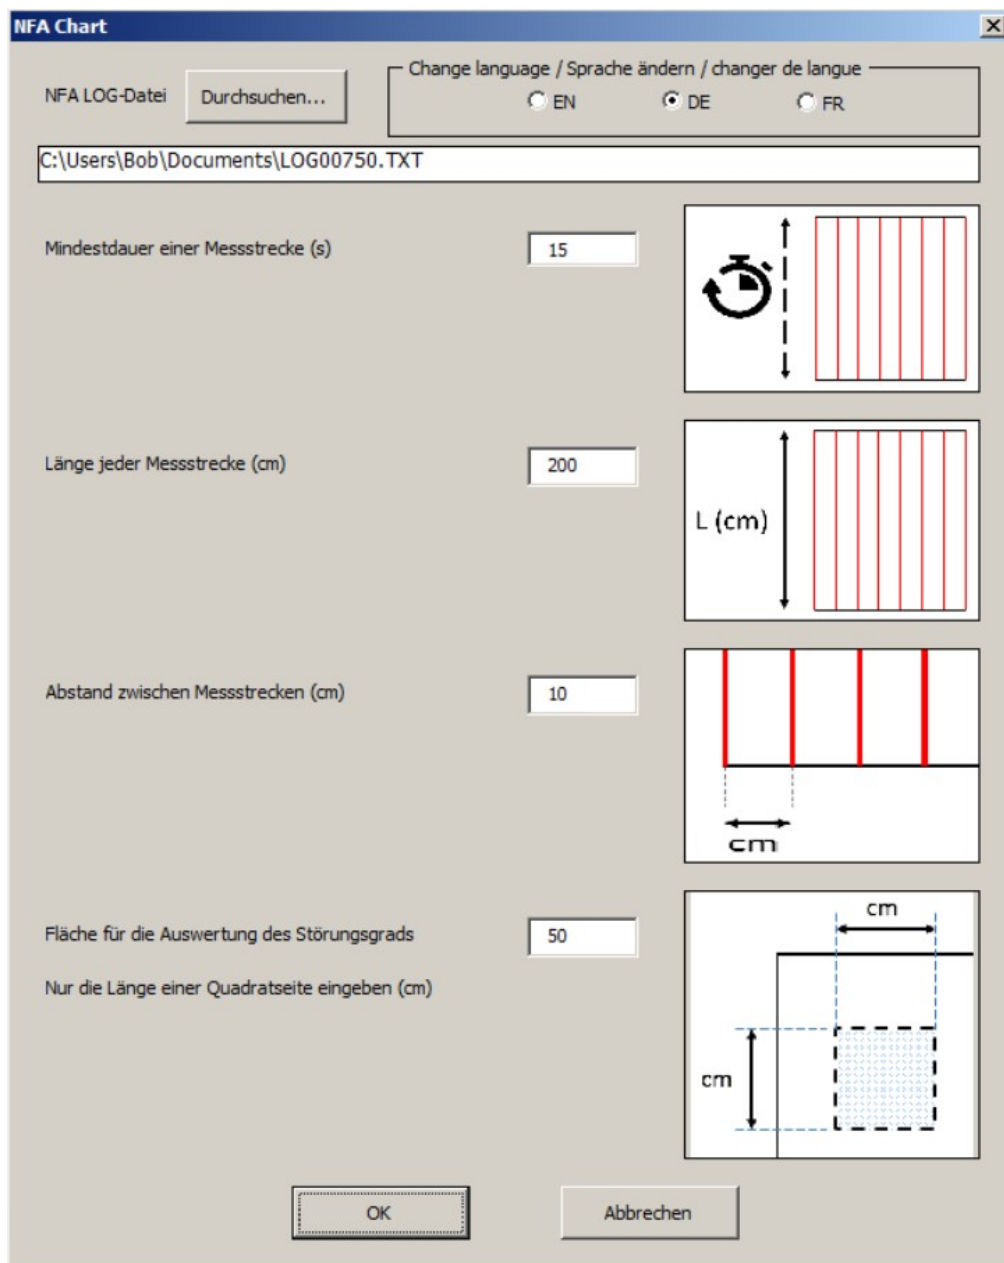 NFA Chart
Change language / Sprache ändern / changer de langue
NFA LOG-Datei Durchsuchen... EN DE FR
C:\Users\Bob\Documents\LOG00750.TXT
Mindestdauer einer Messstrecke (s) 15
Länge jeder Messstrecke (cm) 200
L (cm)
Abstand zwischen Messstrecken (cm) 10
cm
cm
Fläche für die Auswertung des Störungsgrads 50
Nur die Länge einer Quadratseite eingeben (cm)
cm
OK Abbrechen